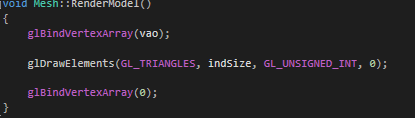 void Mesh::RenderModel()
{
glBindVertexArray(vao);
glDrawElements(GL_TRIANGLES, indSize, GL_UNSIGNED_INT, 0);
glBindVertexArray(0);
}